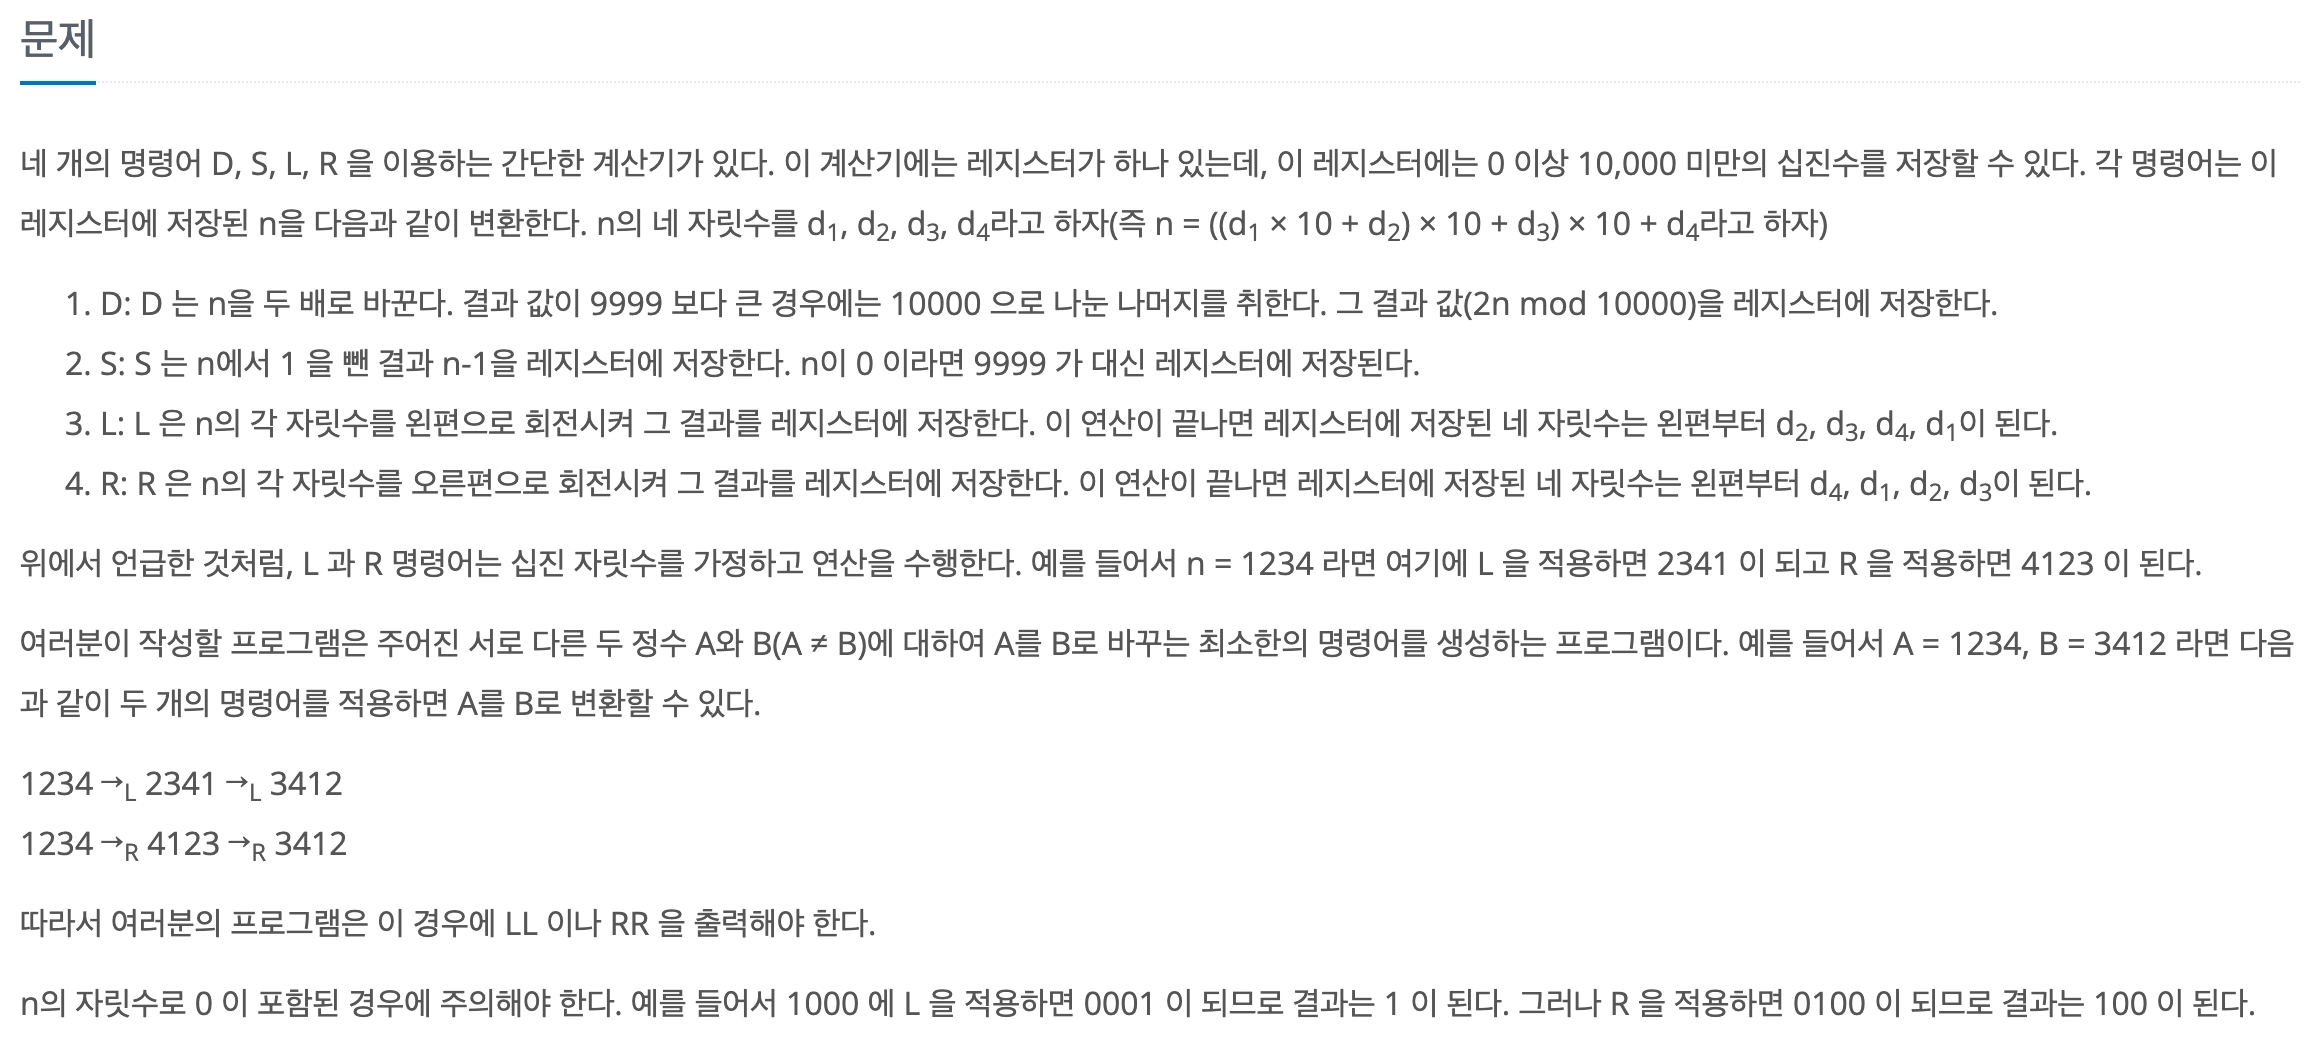 문제
네 개의 명령어 D, S, L, R 을 이용하는 간단한 계산기가 있다. 이 계산기에는 레지스터가 하나 있는데, 이 레지스터에는 0 이상 10,000 미만의 십진수를 저장할 수 있다. 각 명령어는 이
레지스터에 저장된 n을 다음과 같이 변환한다. n의 네 자릿수를 d₁, d₂, d₃, d₄라고 하자(즉 n = ((d₁ × 10 + d₂) × 10 + d₃) × 10 + d₄라고 하자)
1. D: D 는 n을 두 배로 바꾼다. 결과 값이 9999 보다 큰 경우에는 10000 으로 나눈 나머지를 취한다. 그 결과 값(2n mod 10000)을 레지스터에 저장한다.
2. S: S 는 n에서 1 을 뺀 결과 n-1을 레지스터에 저장한다. n이 0 이라면 9999 가 대신 레지스터에 저장된다.
3. L: L 은 n의 각 자릿수를 왼편으로 회전시켜 그 결과를 레지스터에 저장한다. 이 연산이 끝나면 레지스터에 저장된 네 자릿수는 왼편부터 d₂, d₃, d₄, d₁이 된다.
4. R: R 은 n의 각 자릿수를 오른편으로 회전시켜 그 결과를 레지스터에 저장한다. 이 연산이 끝나면 레지스터에 저장된 네 자릿수는 왼편부터 d₄, d₁, d₂, d₃이 된다.
위에서 언급한 것처럼, L 과 R 명령어는 십진 자릿수를 가정하고 연산을 수행한다. 예를 들어서 n = 1234 라면 여기에 L 을 적용하면 2341 이 되고 R 을 적용하면 4123 이 된다.
여러분이 작성할 프로그램은 주어진 서로 다른 두 정수 A와 B(A ≠ B)에 대하여 A를 B로 바꾸는 최소한의 명령어를 생성하는 프로그램이다. 예를 들어서 A = 1234, B = 3412 라면 다음
과 같이 두 개의 명령어를 적용하면 A를 B로 변환할 수 있다.
1234 →L 2341 →L 3412
1234 →R 4123 →R 3412
따라서 여러분의 프로그램은 이 경우에 LL 이나 RR 을 출력해야 한다.
n의 자릿수로 0 이 포함된 경우에 주의해야 한다. 예를 들어서 1000 에 L 을 적용하면 0001 이 되므로 결과는 1 이 된다. 그러나 R 을 적용하면 0100 이 되므로 결과는 100 이 된다.